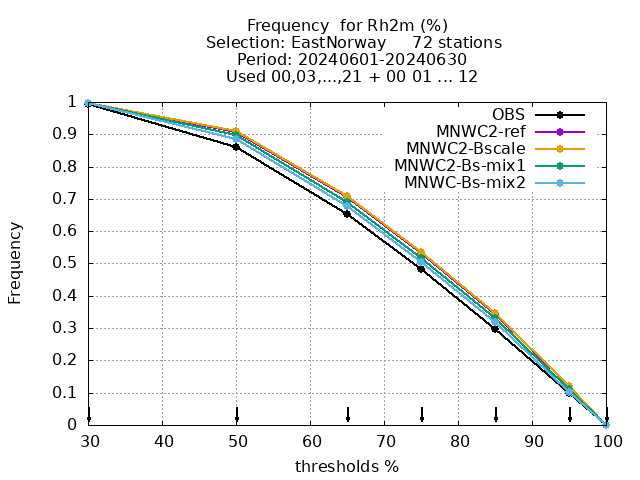 Frequency  for Rh2m (%)
Selection: EastNorway     72 stations
Period: 20240601-20240630
Used 00,03,...,21 + 00 01 ... 12
OBS
MNWC2-ref
MNWC2-Bscale
MNWC2-Bs-mix1
MNWC-Bs-mix2
Frequency
1
0.9
0.8
0.7
0.6
0.5
0.4
0.3
0.2
0.1
0
30 40 50 60 70 80 90 100
thresholds %